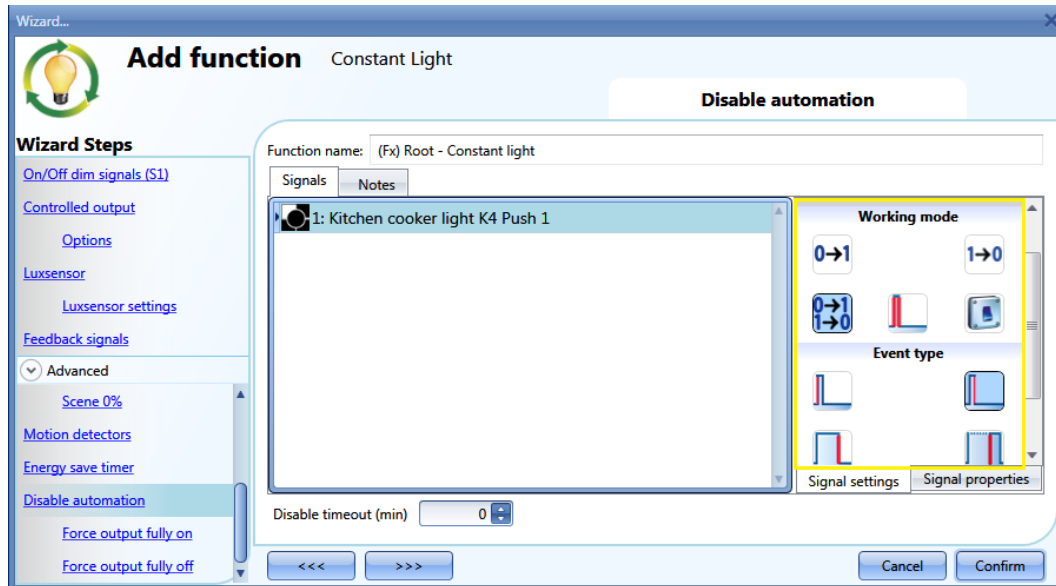 Wizard...
Add function Constant Light
Disable automation
Wizard Steps
On/Off dim signals (S1)
Controlled output
Options
Luxsensor
Luxsensor settings
Feedback signals
Advanced
Scene 0%
Motion detectors
Energy save timer
Disable automation
Force output fully on
Force output fully off
Function name: (Fx) Root - Constant light
Signals Notes
1: Kitchen cooker light K4 Push 1
Working mode
0→1 1→0
0→1
1→0
Event type
Signal settings Signal properties
Disable timeout (min) 0
<<< >>> Cancel Confirm